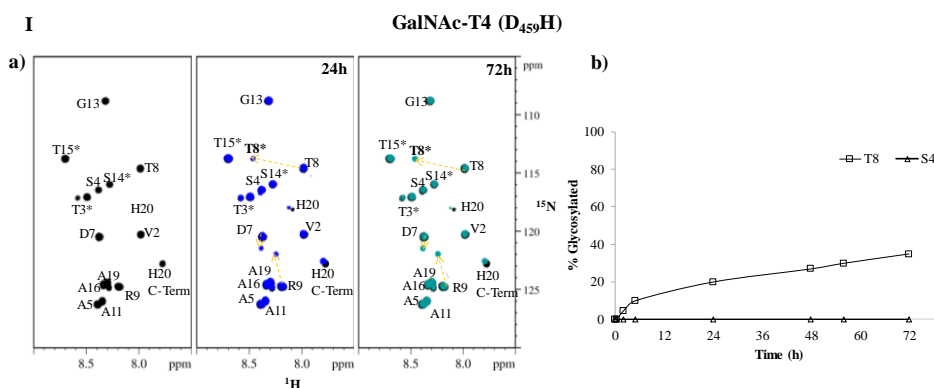 I
GalNAc-T4 (D459H)
a)
b)
24h
72h
ppm
110
115
120
125
15N
G13
T15*
T8
S4
S14*
T3*
H20
D7
V2
A19
H20
A16
C-Term
R9
A5
A11
8.5
8.0
ppm
G13
T15*
T8*
T8
S4
S14*
T3*
H20
D7
V2
A19
H20
A16
C-Term
R9
A5
A11
8.5
8.0
ppm
G13
T15*
T8*
T8
S4
S14*
T3*
H20
D7
V2
A19
H20
A16
C-Term
R9
A5
A11
8.5
8.0
ppm
1H
% Glycosylated
100
80
60
40
20
0
T8
S4
0 12 24 36 48 60 72
Time (h)